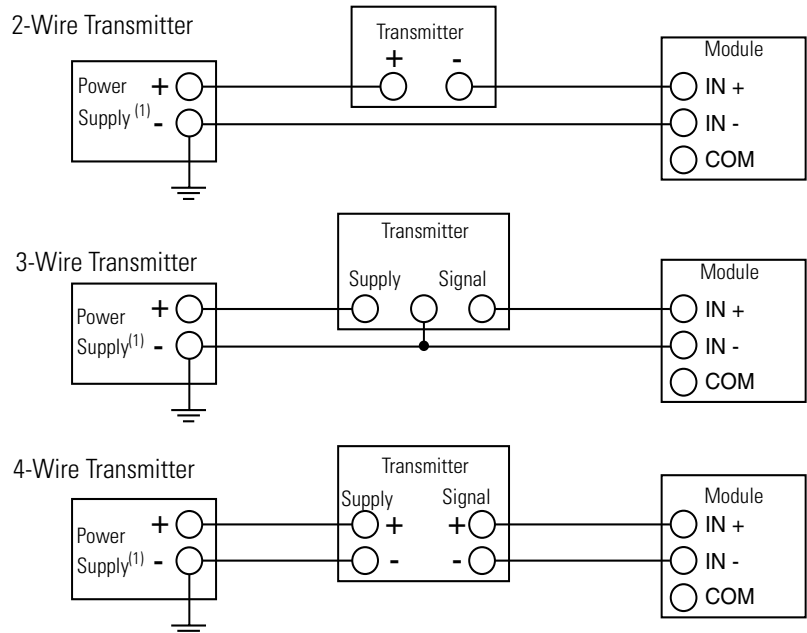 2-Wire Transmitter
Transmitter
+ -
Module
Power Supply (1)
+
-
IN +
IN -
COM
3-Wire Transmitter
Transmitter
Supply Signal
Module
Power Supply(1)
+
-
IN +
IN -
COM
4-Wire Transmitter
Transmitter
Supply Signal
Module
Power Supply(1)
+
-
+ +
- -
IN +
IN -
COM